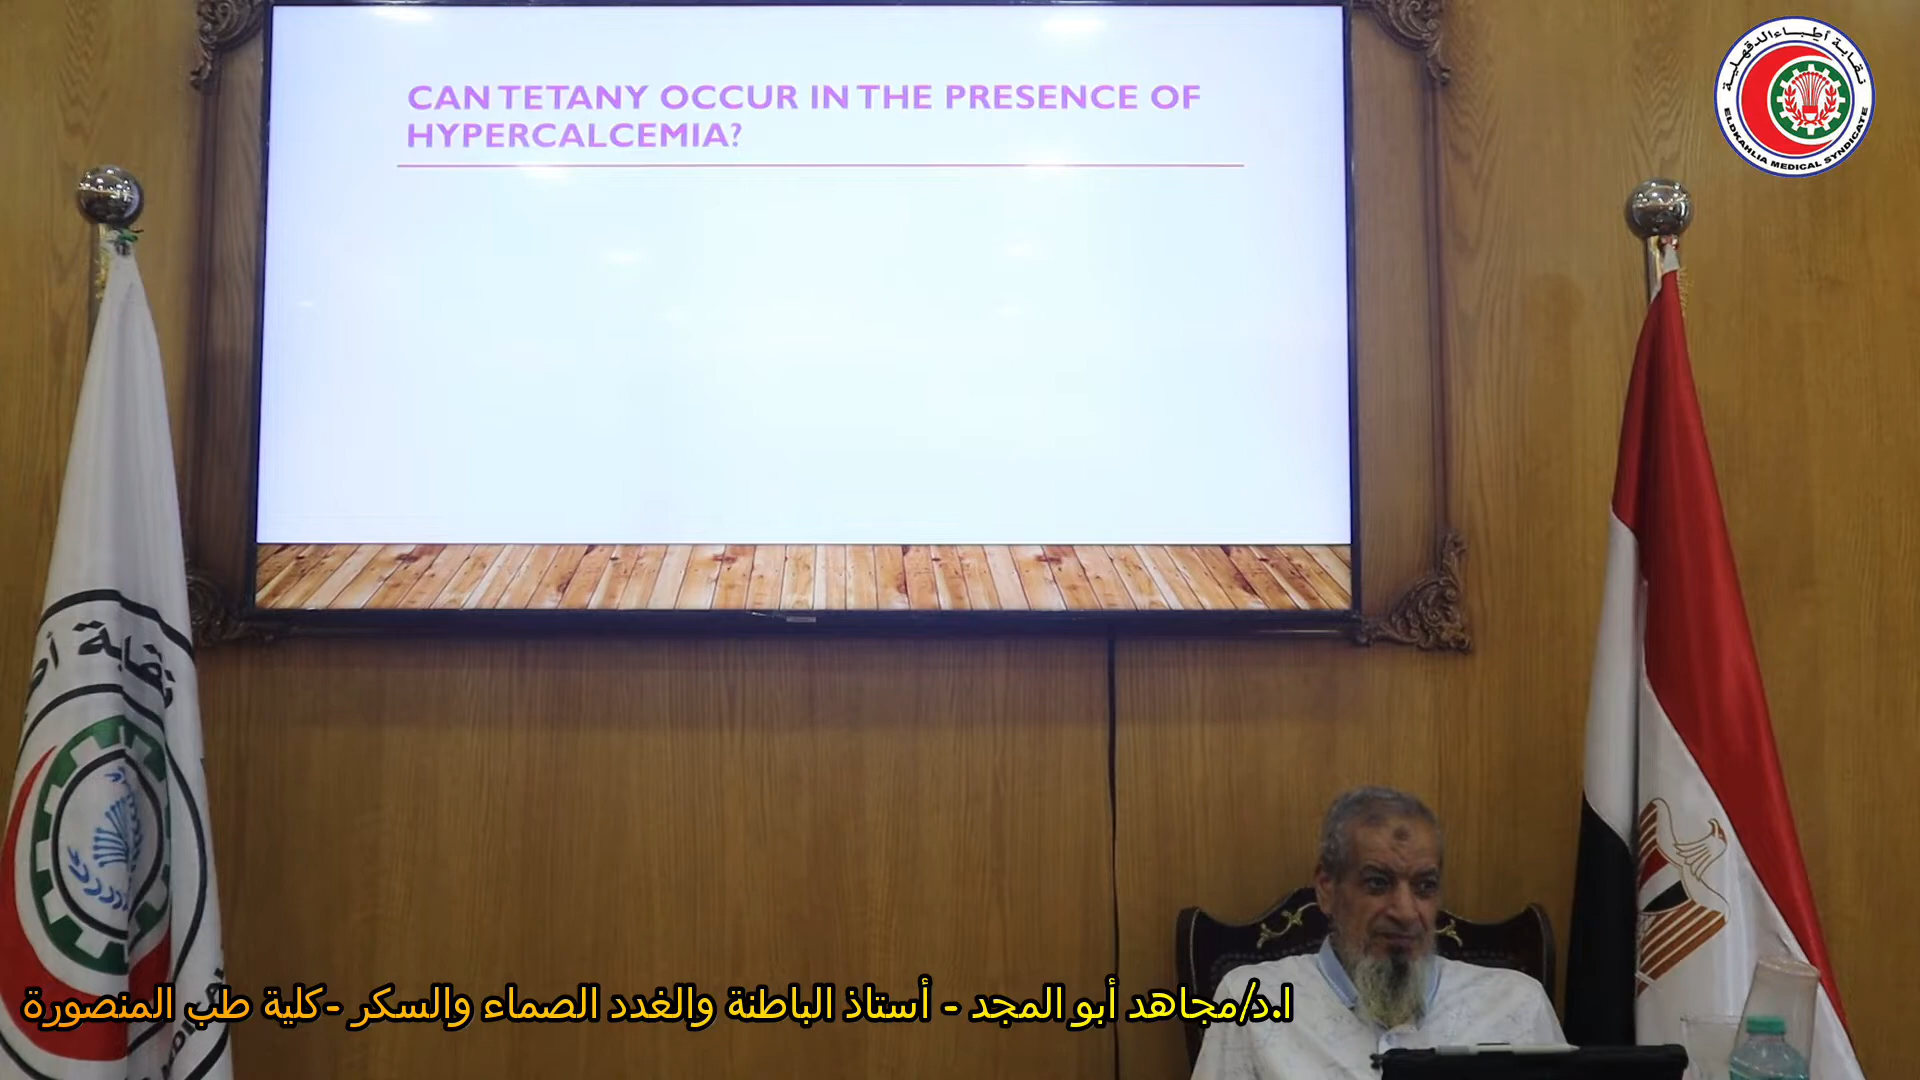 CAN TETANY OCCUR IN THE PRESENCE OF
HYPERCALCEMIA?
نقابة أطباء الدقهلية
ELDKAHLIA MEDICAL SYNDICATE
نقابة
ا.د/مجاهد أبو المجد - أستاذ الباطنة والغدد الصماء والسكر -كلية طب المنصورة